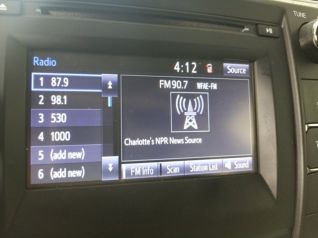 TUNE
Radio
4:12
Source
1 87.9
2 98.1
3 530
4 1000
5 (add new)
6 (add new)
FM 90.7 WFAE-FM
Charlotte's NPR News Source
FM Info
Scan
Station List
Sound